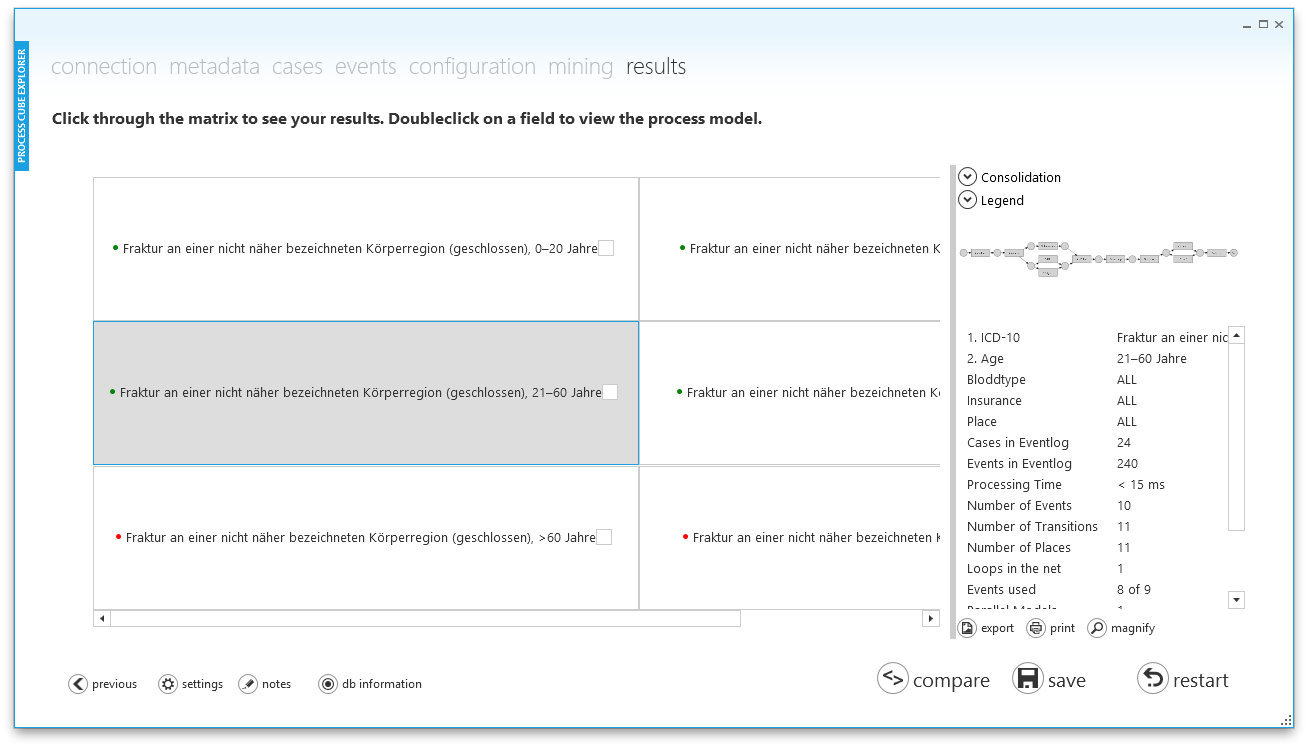 PROCESS CUBE EXPLORER
connection metadata cases events configuration mining results
Click through the matrix to see your results. Doubleclick on a field to view the process model.
Fraktur an einer nicht näher bezeichneten Körperregion (geschlossen), 0–20 Jahre
Fraktur an einer nicht näher bezeichneten K
Fraktur an einer nicht näher bezeichneten Körperregion (geschlossen), 21–60 Jahre
Fraktur an einer nicht näher bezeichneten Kö
Fraktur an einer nicht näher bezeichneten Körperregion (geschlossen), >60 Jahre
Fraktur an einer nicht näher bezeichneten K
Consolidation
Legend
1. ICD-10 Fraktur an einer nic
2. Age 21–60 Jahre
Bloddtype ALL
Insurance ALL
Place ALL
Cases in Eventlog 24
Events in Eventlog 240
Processing Time < 15 ms
Number of Events 10
Number of Transitions 11
Number of Places 11
Loops in the net 1
Events used 8 of 9
Parallel Models 1
export print magnify
previous settings notes db information
compare save restart